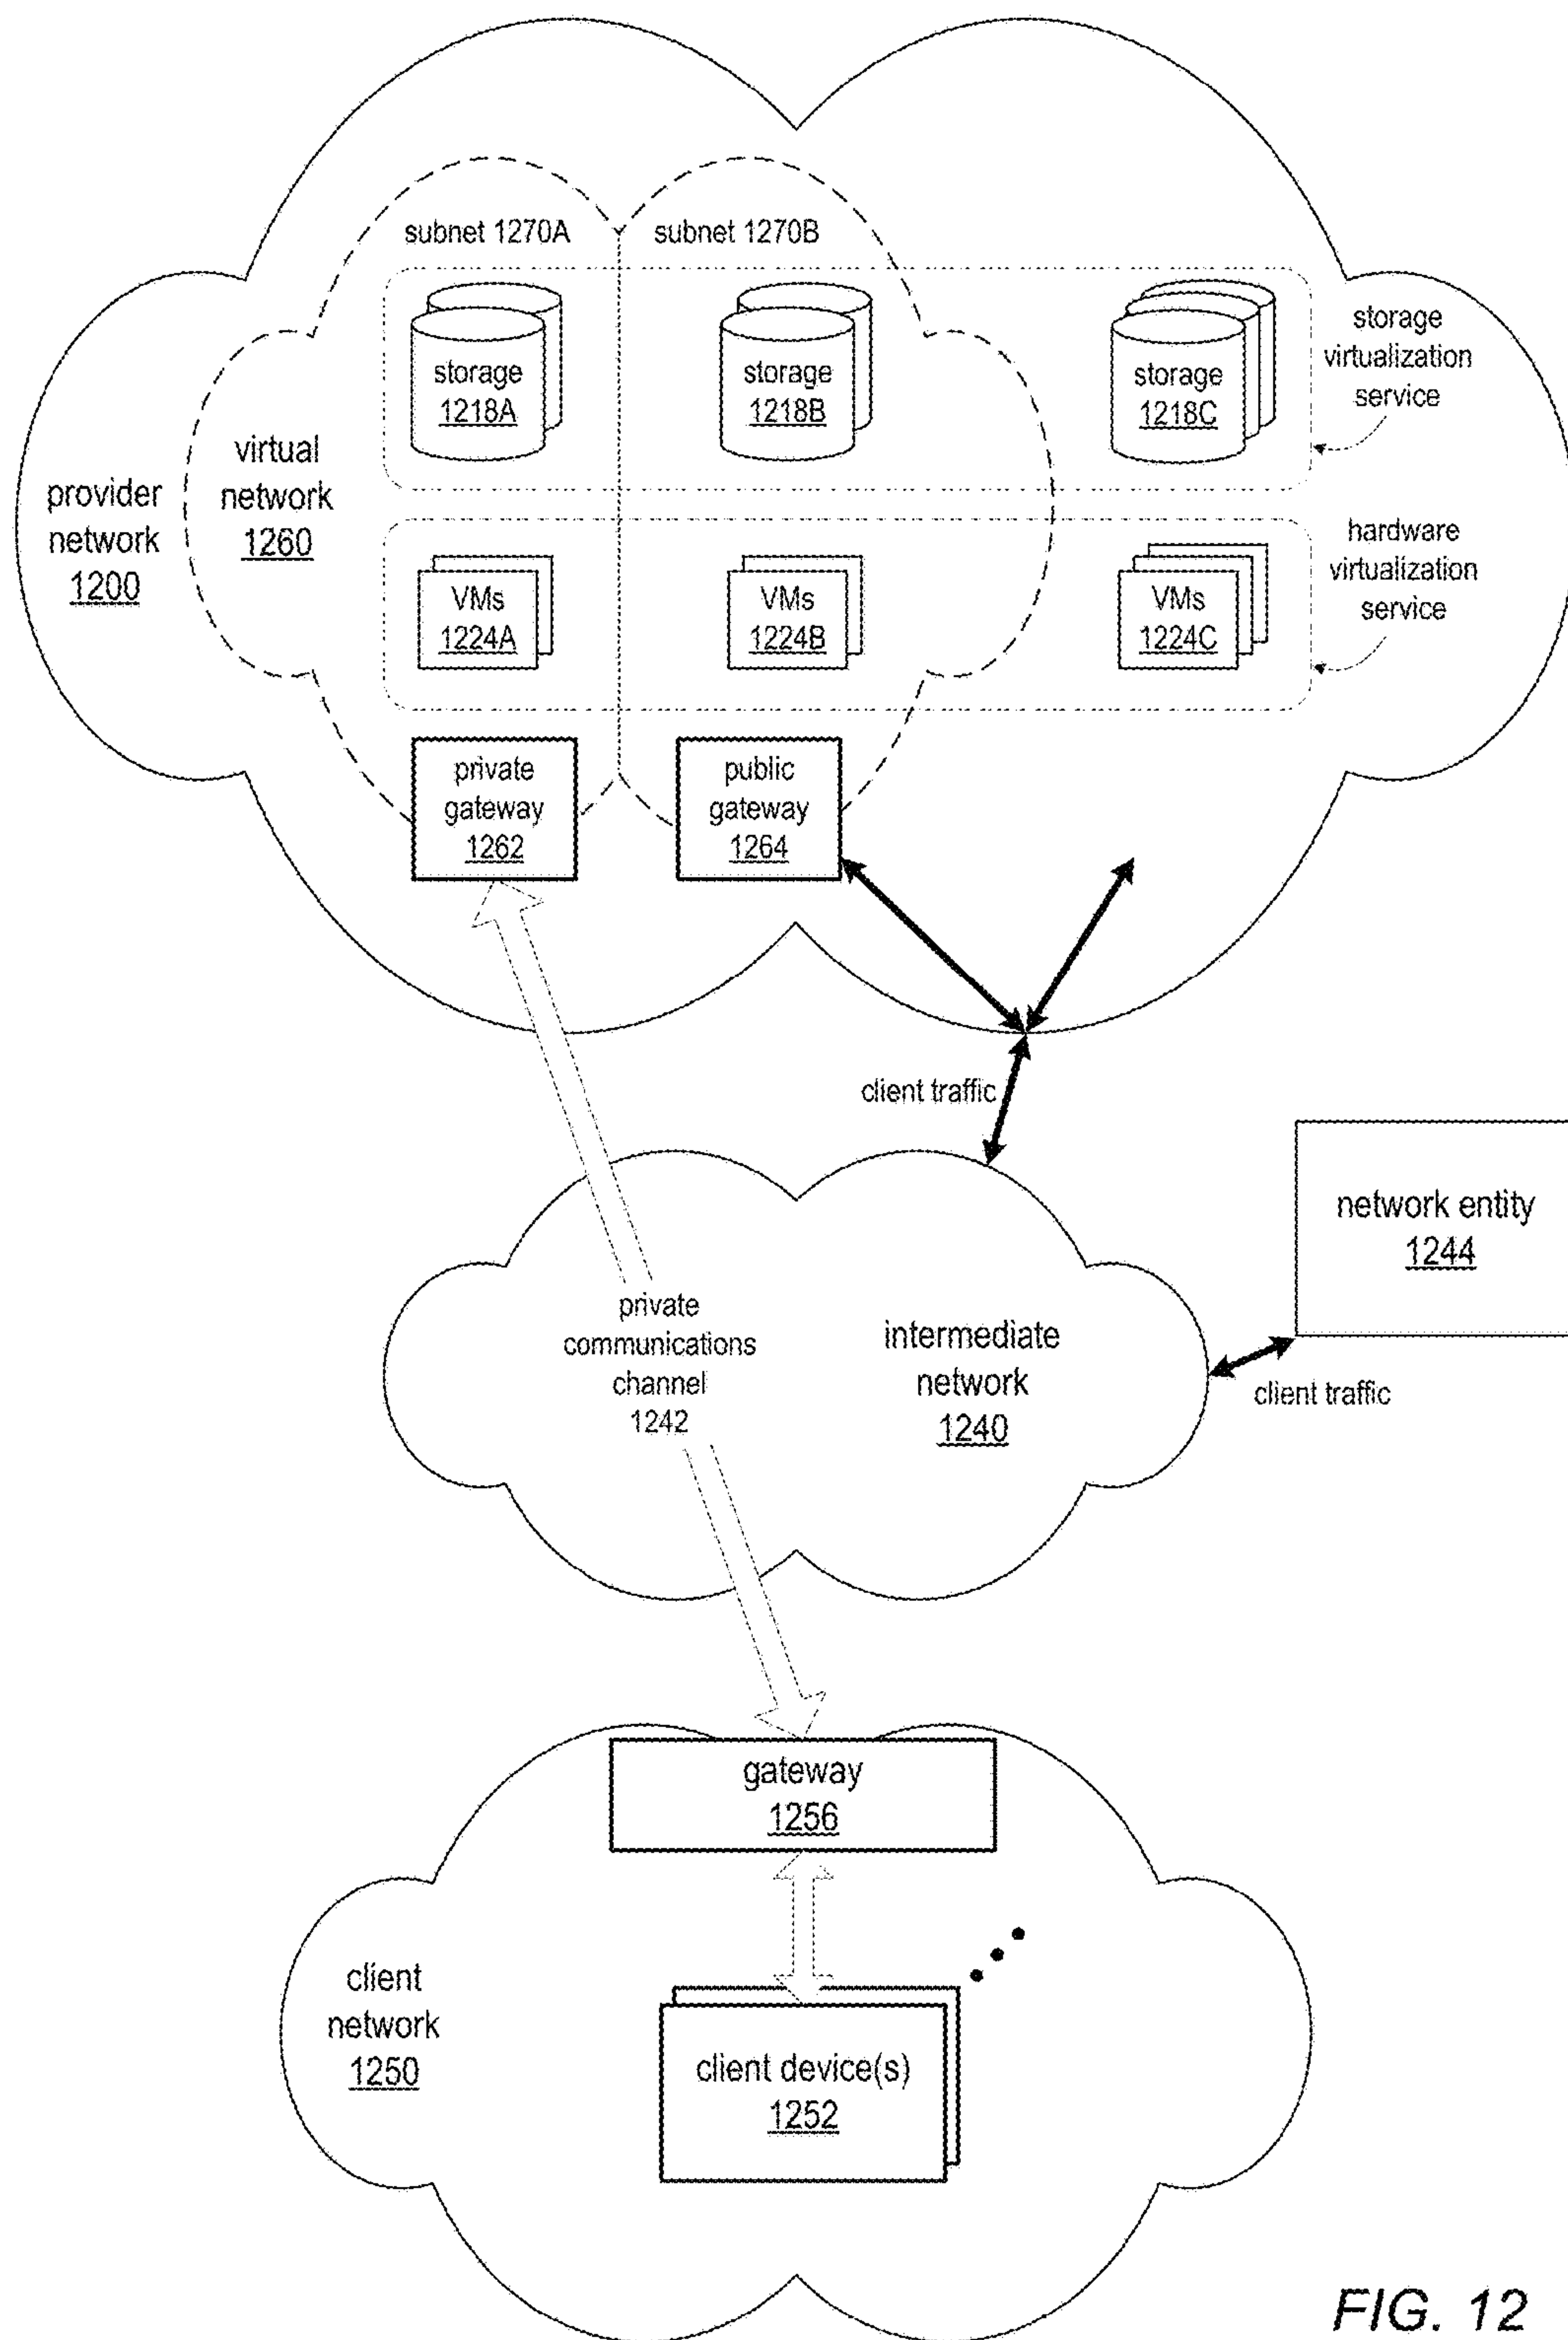 subnet 1270A
subnet 1270B
storage
1218A
storage
1218B
storage
1218C
storage
virtualization
service
provider
network
1200
virtual
network
1260
VMs
1224A
VMs
1224B
VMs
1224C
hardware
virtualization
service
private
gateway
1262
public
gateway
1264
client traffic
network entity
1244
client traffic
private
communications
channel
1242
intermediate
network
1240
gateway
1256
client
network
1250
client device(s)
1252
FIG. 12